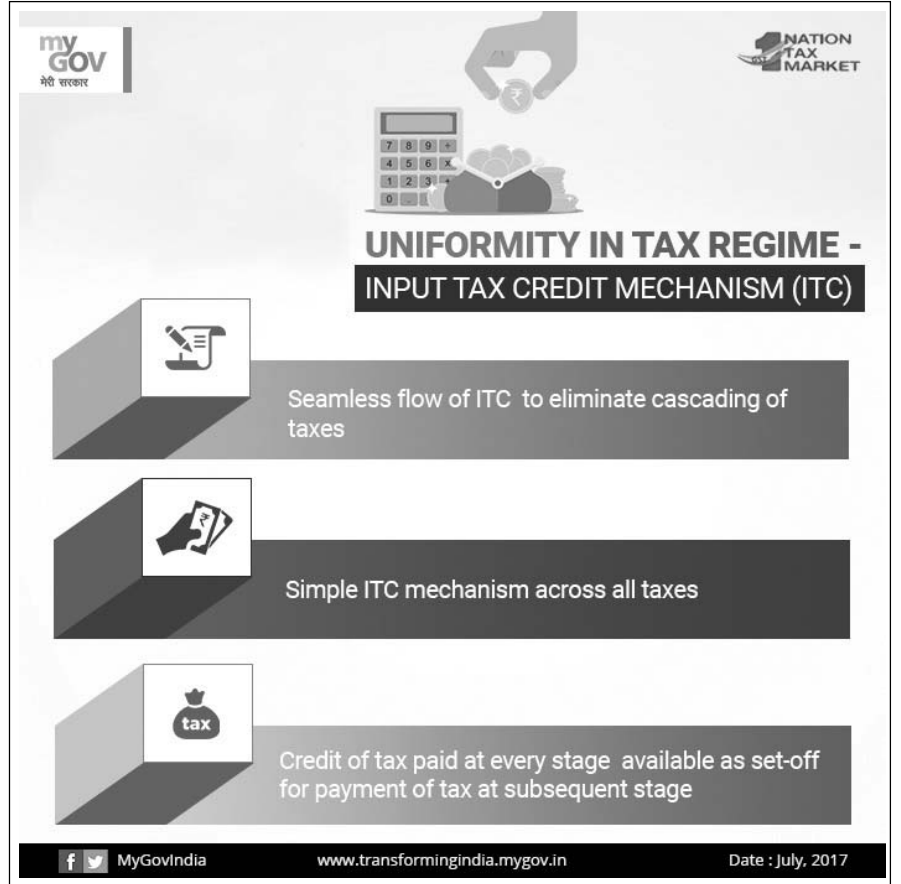 my
GOV
मेरी सरकार
1 NATION
TAX
MARKET
GST
7 8 9 ÷
4 5 6 x
1 2 3 +
0 .
₹
UNIFORMITY IN TAX REGIME -
INPUT TAX CREDIT MECHANISM (ITC)
Seamless flow of ITC to eliminate cascading of
taxes
₹
Simple ITC mechanism across all taxes
tax
Credit of tax paid at every stage available as set-off
for payment of tax at subsequent stage
f MyGovIndia www.transformingindia.mygov.in Date : July, 2017